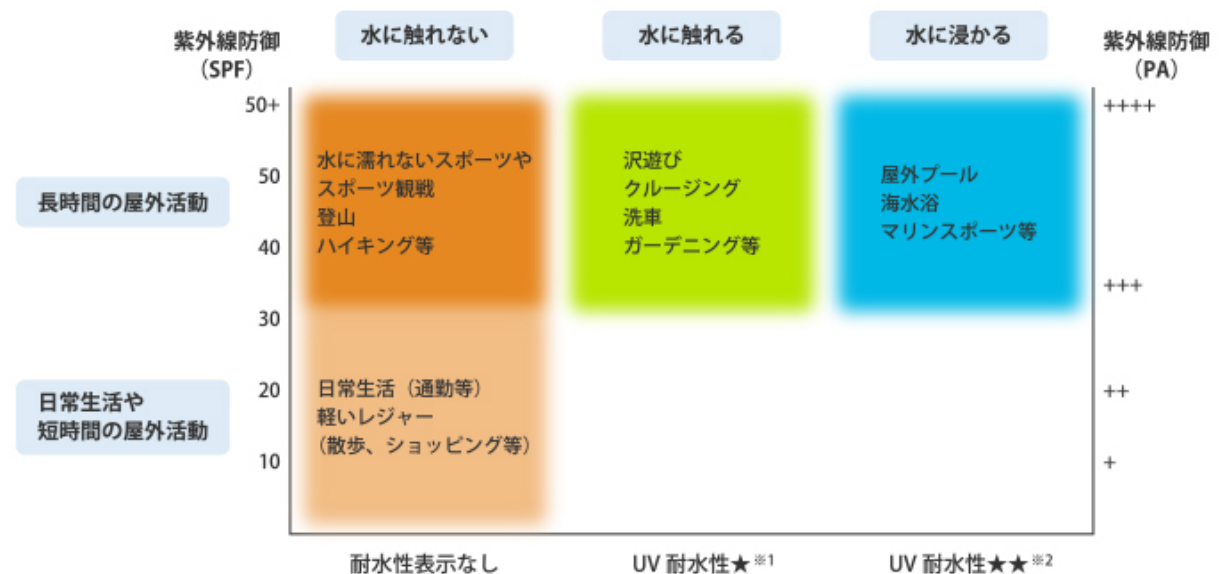 水に触れない
水に触れる
水に浸かる
紫外線防御
（SPF）
紫外線防御
（PA）
50+
50
40
30
20
10
++++
+++
++
+
長時間の屋外活動
日常生活や
短時間の屋外活動
水に濡れないスポーツや
スポーツ観戦
登山
ハイキング等
沢遊び
クルージング
洗車
ガーデニング等
屋外プール
海水浴
マリンスポーツ等
日常生活（通勤等）
軽いレジャー
（散歩、ショッピング等）
耐水性表示なし
UV 耐水性★※1
UV 耐水性★★※2